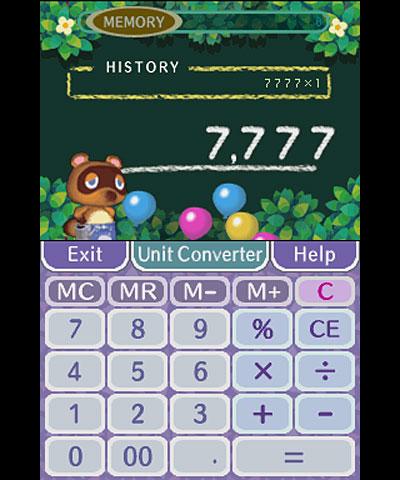 MEMORY
HISTORY
7777×1
7,777
Exit Unit Converter Help
MC MR M- M+ C
7 8 9 % CE
4 5 6 × ÷
1 2 3 + -
0 00 . =